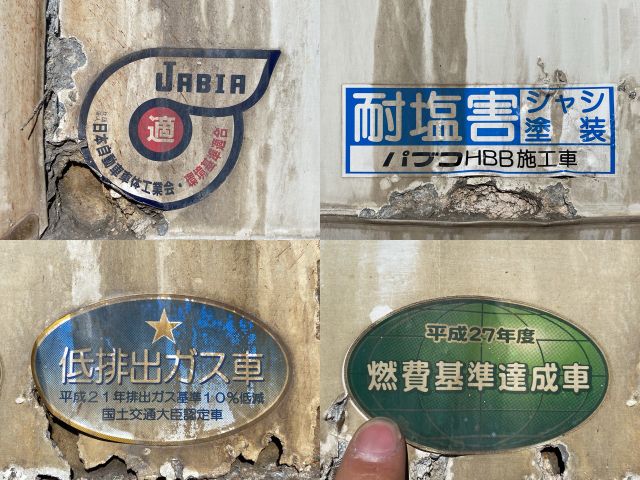 JABIA
適
日本自動車車体工業会・
耐塩害シャシ塗装
パブコHBB施工車
低排出ガス車
平成21年排出ガス基準10%低減
国土交通大臣認定車
平成27年度
燃費基準達成車